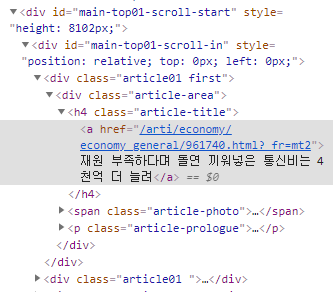 ▼<div id="main-top01-scroll-start" style=
"height: 8102px;">
▼<div id="main-top01-scroll-in" style=
"position: relative; top: 0px; left: 0px;">
▼<div class="article01 first">
▼<div class="article-area">
▼<h4 class="article-title">
<a href="/arti/economy/
economy_general/961740.html?_fr=mt2">
재원 부족하다며 돌연 끼워넣은 통신비는 4
천억 더 늘려</a> == $0
</h4>
▶<span class="article-photo">…</span>
▶<p class="article-prologue">…</p>
</div>
</div>
▶<div class="article01 ">…</div>